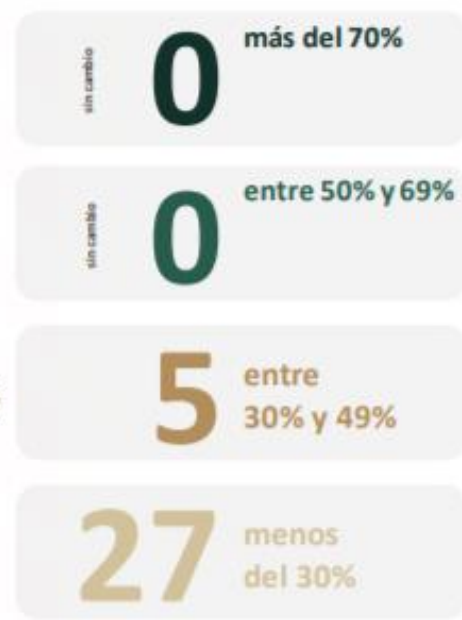 sin cambio
0
más del 70%
sin cambio
0
entre 50% y 69%
5
entre
30% y 49%
27
menos
del 30%